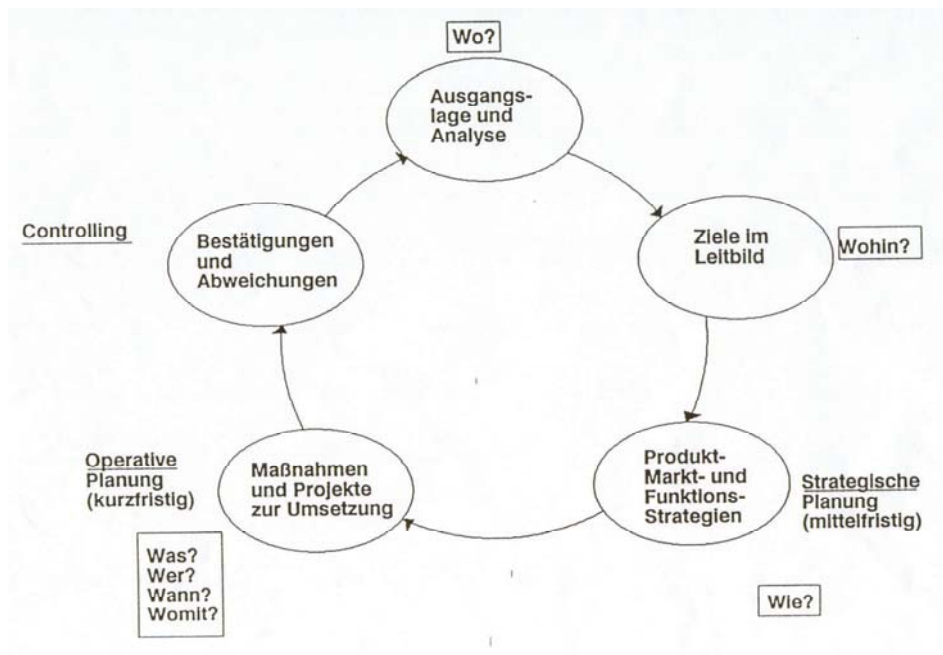 Wo?
Ausgangs-
lage und
Analyse
Ziele im
Leitbild
Wohin?
Produkt-
Markt- und
Funktions-
Strategien
Strategische
Planung
(mittelfristig)
Wie?
Maßnahmen
und Projekte
zur Umsetzung
Operative
Planung
(kurzfristig)
Was?
Wer?
Wann?
Womit?
Bestätigungen
und
Abweichungen
Controlling